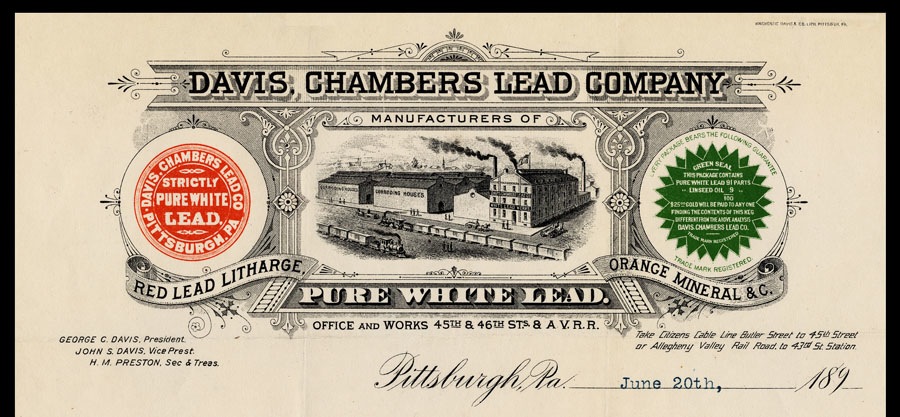 DAVIS, CHAMBERS LEAD COMPANY
MANUFACTURERS OF
DAVIS, CHAMBERS LEAD CO
STRICTLY
PURE WHITE
LEAD.
PITTSBURGH, PA
CORRODING HOUSES
EVERY PACKAGE BEARS THE FOLLOWING GUARANTEE
GREEN SEAL
THIS PACKAGE CONTAINS
PURE WHITE LEAD 91 PARTS
LINSEED OIL 9 "
100
$25.00 GOLD WILL BE PAID TO ANY ONE
FINDING THE CONTENTS OF THIS KEG
DIFFERENT FROM THE ABOVE ANALYSIS
DAVIS, CHAMBERS LEAD CO.
TRADE MARK REGISTERED
TRADE MARK REGISTERED.
RED LEAD LITHARGE,
ORANGE MINERAL & C.
PURE WHITE LEAD.
OFFICE AND WORKS 45TH & 46TH STS. & A.V.R.R.
GEORGE C. DAVIS, President.
JOHN S. DAVIS, Vice Prest.
H. M. PRESTON, Sec & Treas.
Take Citizens Cable Line Butler Street to 45th Street
or Allegheny Valley Rail Road, to 43rd St. Station.
Pittsburgh, Pa. June 20th, 189